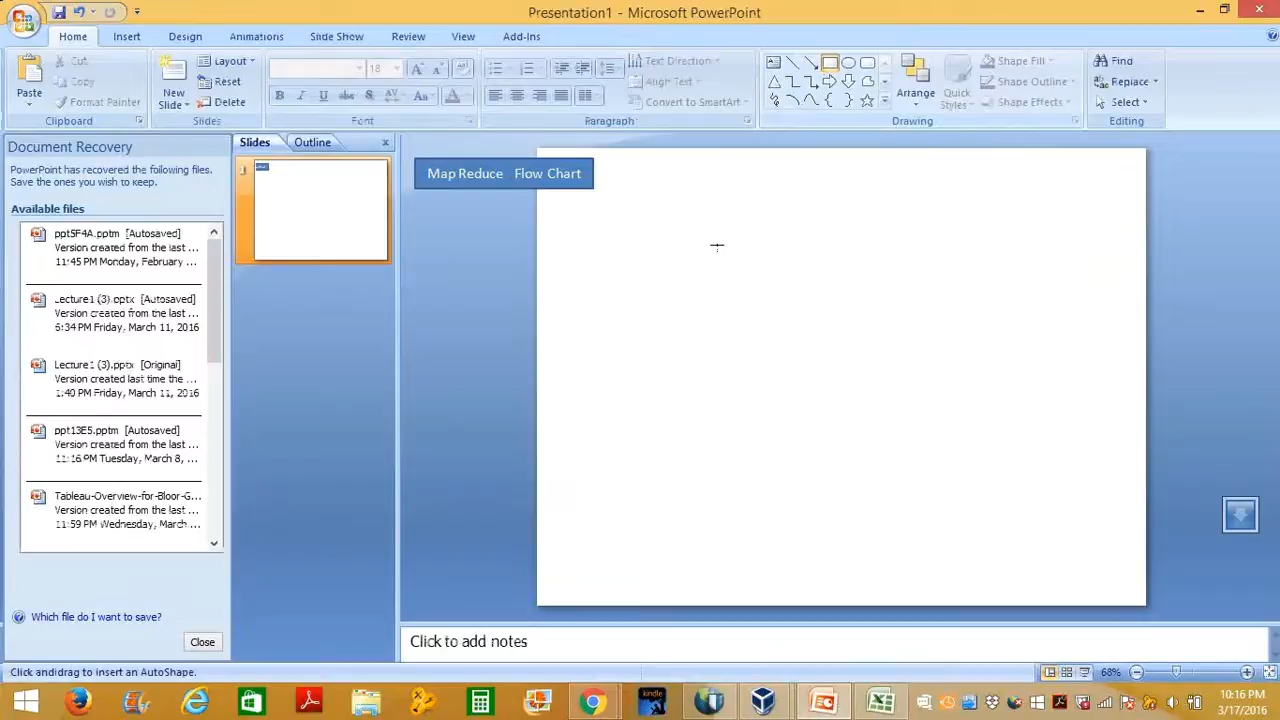 Presentation1 - Microsoft PowerPoint
Home Insert Design Animations Slide Show Review View Add-Ins
Paste
Cut
Copy
Format Painter
Clipboard
New
Slide
Layout
Reset
Delete
Slides
18
B I U abc S AV Aa A
Font
Text Direction
Align Text
Convert to SmartArt
Paragraph
Arrange
Quick
Styles
Shape Fill
Shape Outline
Shape Effects
Drawing
Find
Replace
Select
Editing
Document Recovery
PowerPoint has recovered the following files.
Save the ones you wish to keep.
Available files
ppt5F4A.pptm [Autosaved]
Version created from the last ...
11:45 PM Monday, February ...
Lecture1 (3).pptx [Autosaved]
Version created from the last ...
6:34 PM Friday, March 11, 2016
Lecture1 (3).pptx [Original]
Version created last time the ...
1:40 PM Friday, March 11, 2016
ppt13E5.pptm [Autosaved]
Version created from the last ...
11:16 PM Tuesday, March 8, ...
Tableau-Overview-for-Bloor-G...
Version created from the last ...
11:59 PM Wednesday, March ...
Which file do I want to save?
Close
Slides Outline
1
Map Reduce Flow Chart
Click to add notes
Click and drag to insert an AutoShape.
68%
kindle
10:16 PM
3/17/2016